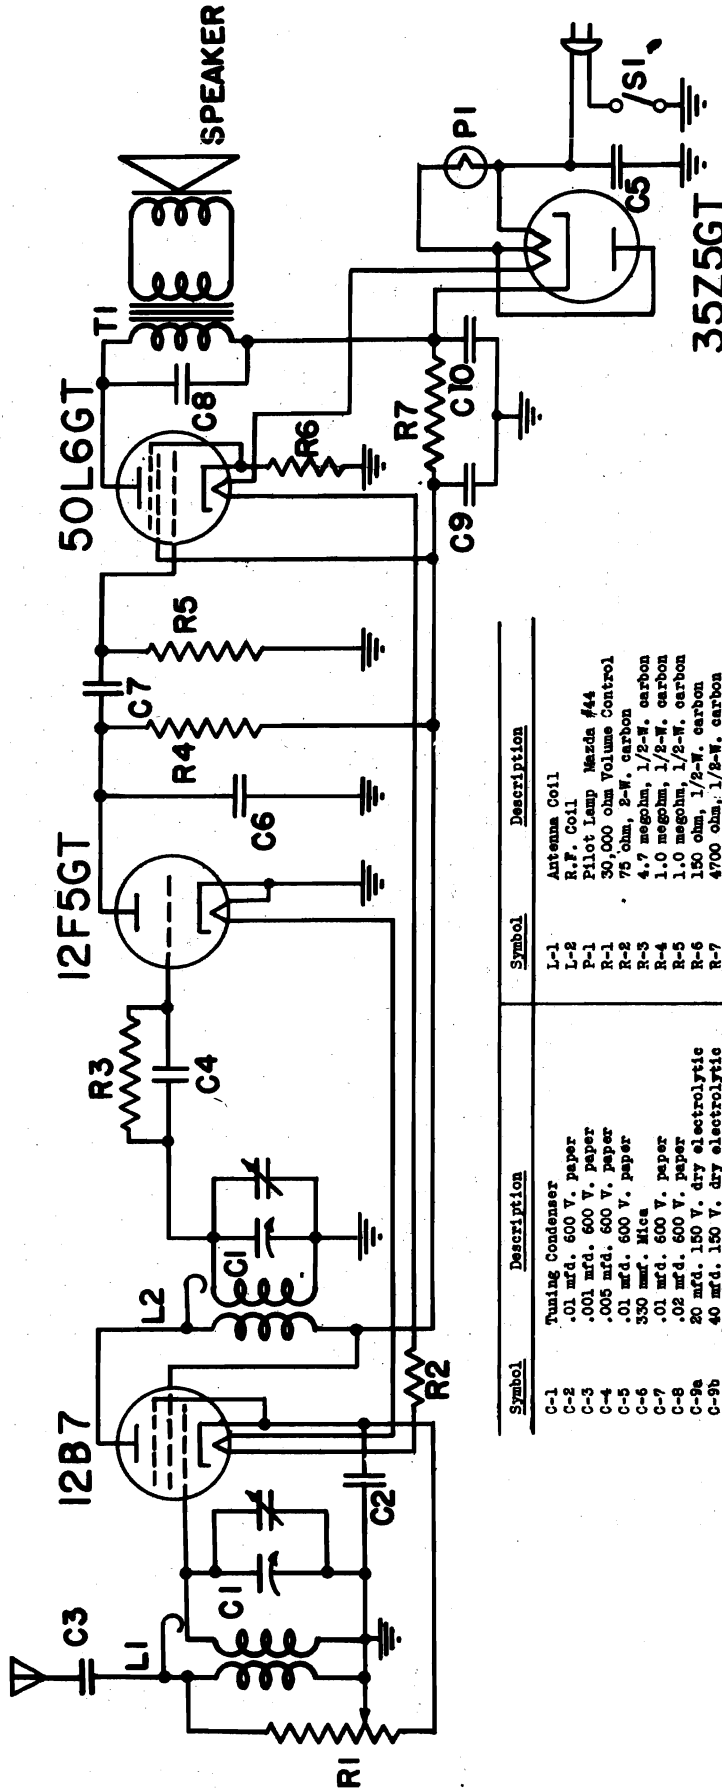 SPEAKER
T1
C8
50L6GT
R6
P1
S1
C5
35Z5GT
R7
C10
C9
R5
C7
R4
C6
12F5GT
R3
C4
C1
L2
12B7
R2
C2
C1
C3
L1
R1
Symbol Description
C-1 Tuning Condenser
C-2 .01 mfd. 600 V. paper
C-3 .001 mfd. 600 V. paper
C-4 .005 mfd. 600 V. paper
C-5 .01 mfd. 600 V. paper
C-6 330 mmf. Mica
C-7 .01 mfd. 600 V. paper
C-8 .02 mfd. 600 V. paper
C-9a 20 mfd. 150 V. dry electrolytic
C-9b 40 mfd. 150 V. dry electrolytic
Symbol Description
L-1 Antenna Coil
L-2 R.F. Coil
P-1 Pilot Lamp Mazda #44
R-1 30,000 ohm Volume Control
R-2 75 ohm, 2-W. carbon
R-3 4.7 megohm, 1/2-W. carbon
R-4 1.0 megohm, 1/2-W. carbon
R-5 1.0 megohm, 1/2-W. carbon
R-6 150 ohm, 1/2-W. carbon
R-7 4700 ohm, 1/2-W. carbon